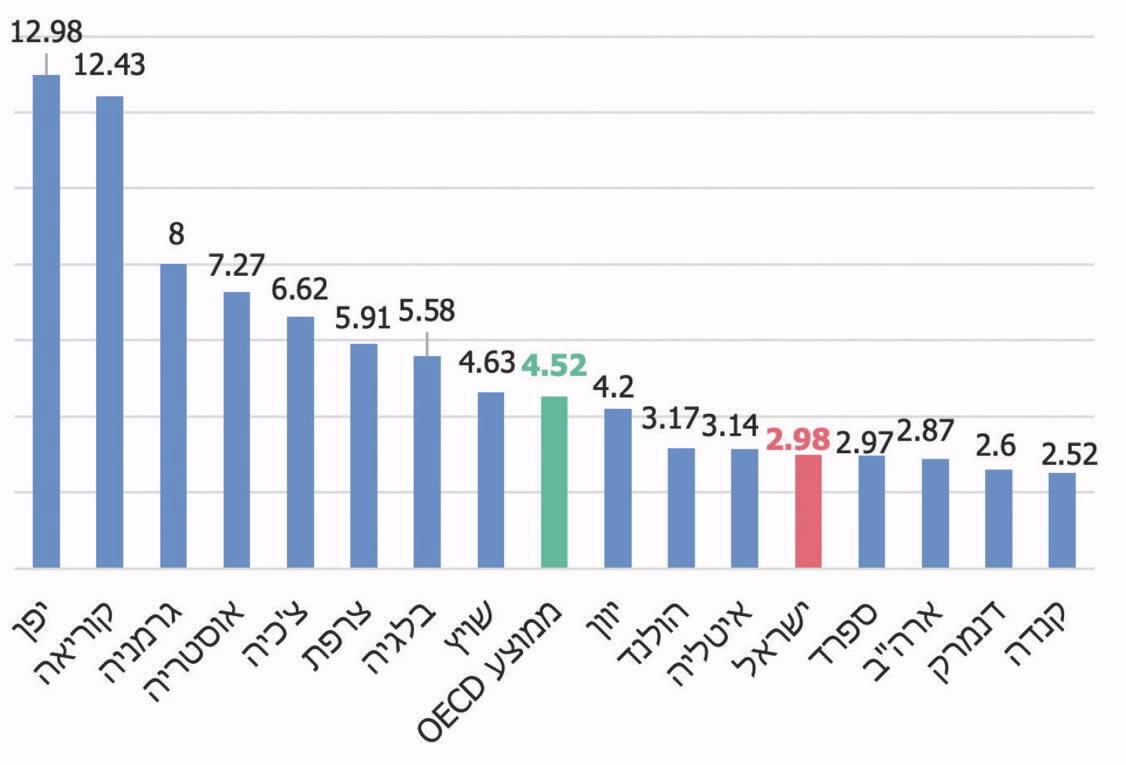 12.98
12.43
8
7.27
6.62
5.91
5.58
4.63
4.52
4.2
3.17
3.14
2.98
2.97
2.87
2.6
2.52
יפן
קוריאה
גרמניה
אוסטריה
צ'כיה
צרפת
בלגיה
שוויץ
ממוצע OECD
יוון
הולנד
איטליה
ישראל
ספרד
ארה"ב
דנמרק
קנדה